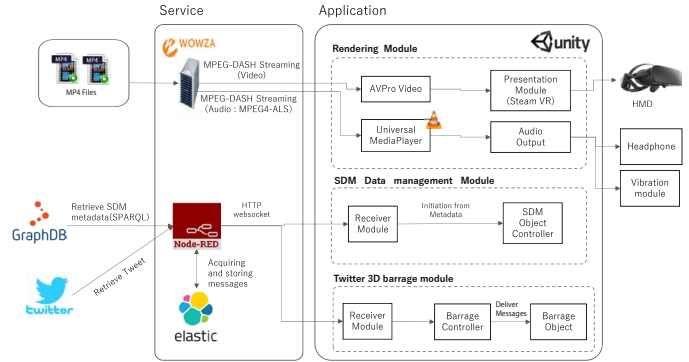 Service
Application
WOWZA
unity
Rendering Module
MP4
MP4
MP4 Files
MPEG-DASH Streaming
(Video)
MPEG-DASH Streaming
(Audio : MPEG4-ALS)
AVPro Video
Presentation
Module
(Steam VR)
HMD
Universal
MediaPlayer
Audio
Output
Headphone
Vibration
module
SDM Data management Module
GraphDB
Retrieve SDM
metadata(SPARQL)
Node-RED
HTTP
websocket
Receiver
Module
Initiation from
Metadata
SDM
Object
Controller
twitter
Retrieve Tweet
Acquiring
and storing
messages
elastic
Twitter 3D barrage module
Receiver
Module
Barrage
Controller
Deliver
Messages
Barrage
Object